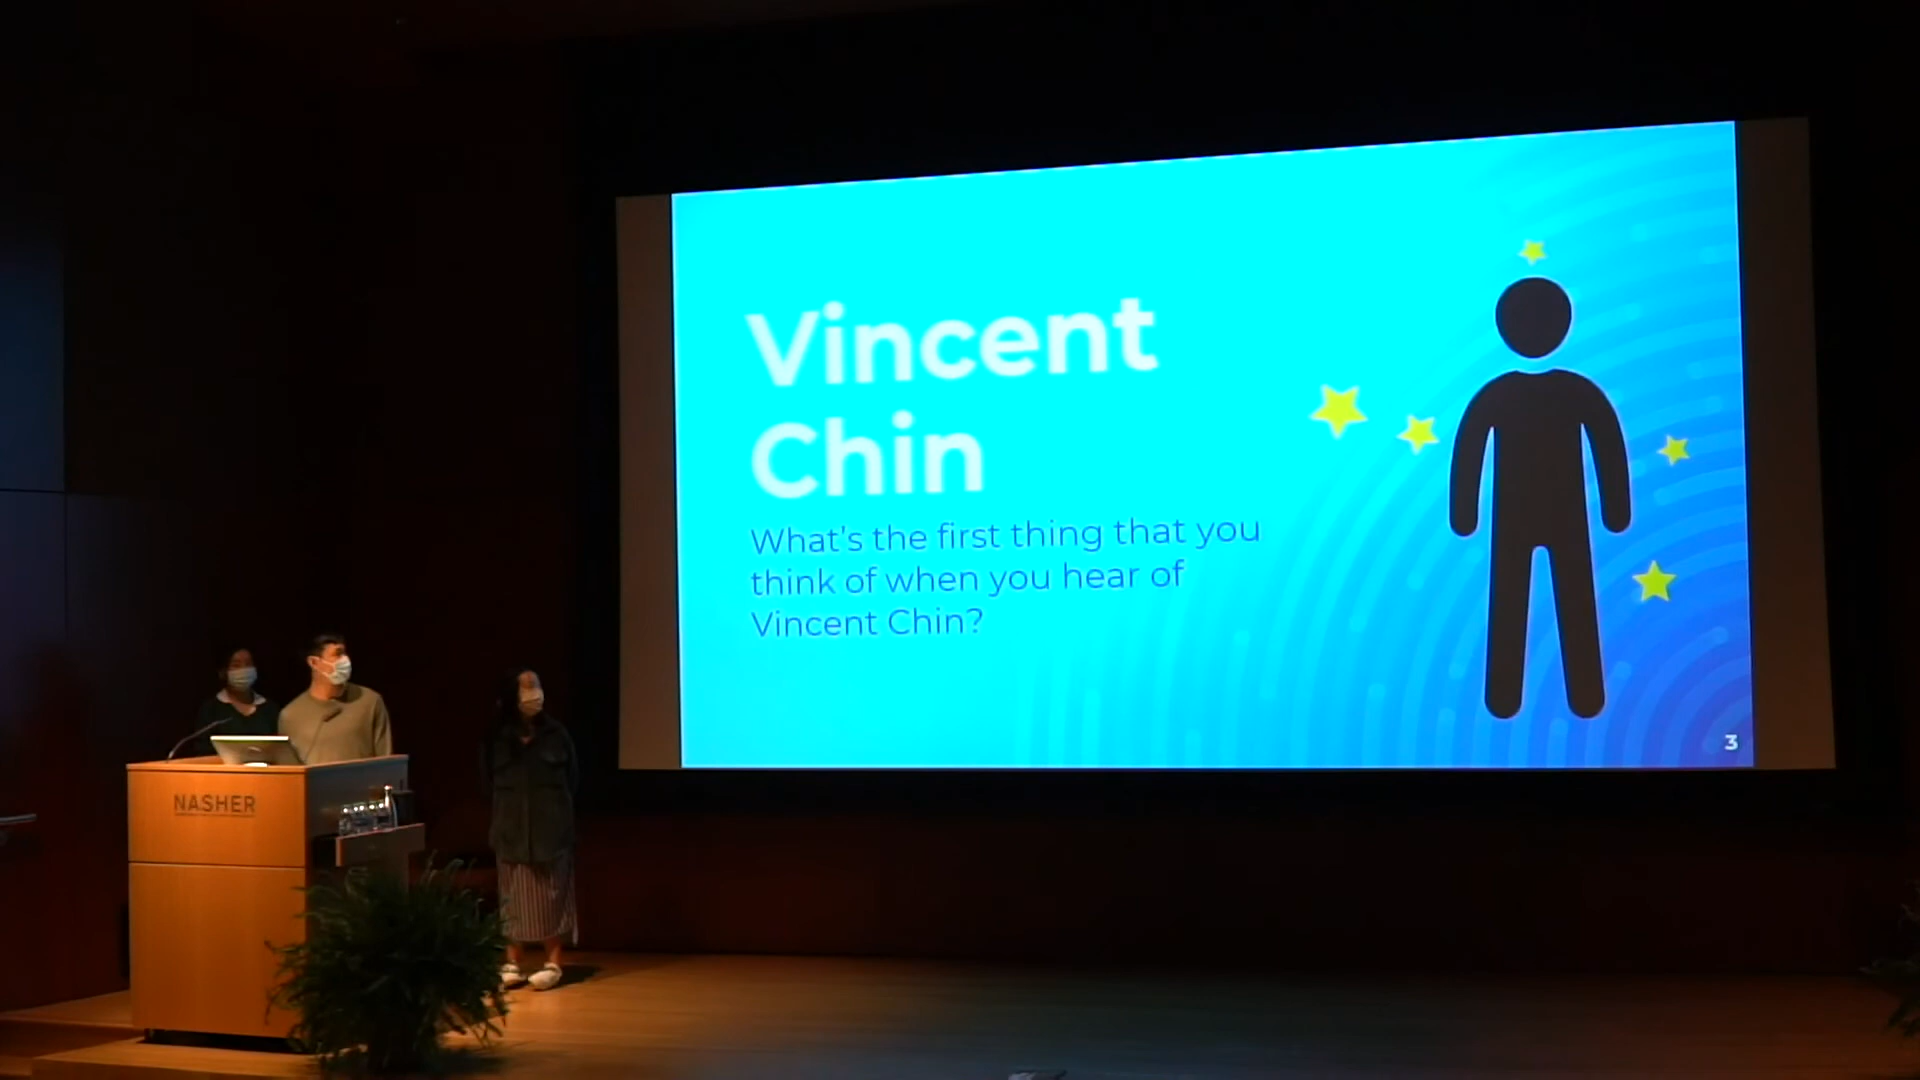 Vincent
Chin
What's the first thing that you
think of when you hear of
Vincent Chin?
3
NASHER